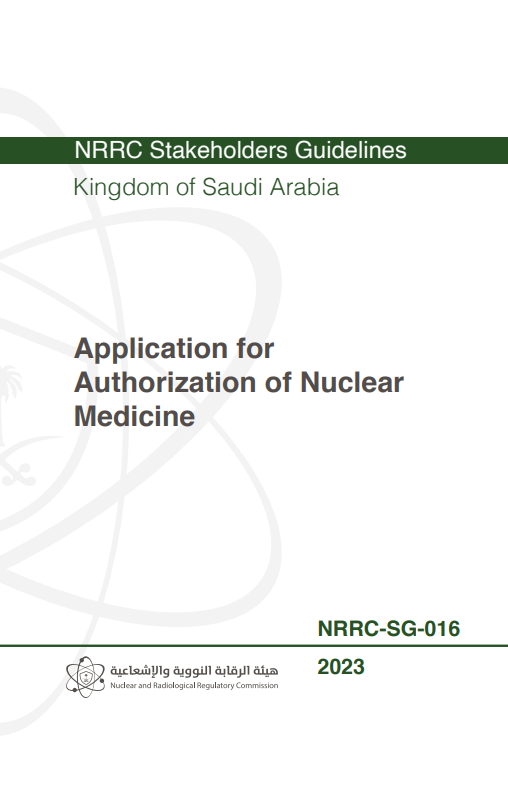 NRRC Stakeholders Guidelines
Kingdom of Saudi Arabia
Application for
Authorization of Nuclear
Medicine
NRRC-SG-016
2023
هيئة الرقابة النووية والإشعاعية
Nuclear and Radiological Regulatory Commission